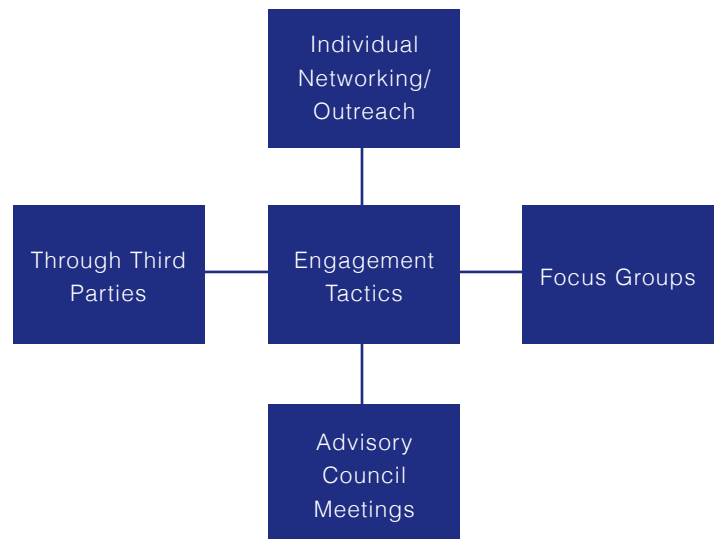 Individual
Networking/
Outreach
Through Third
Parties
Engagement
Tactics
Focus Groups
Advisory
Council
Meetings